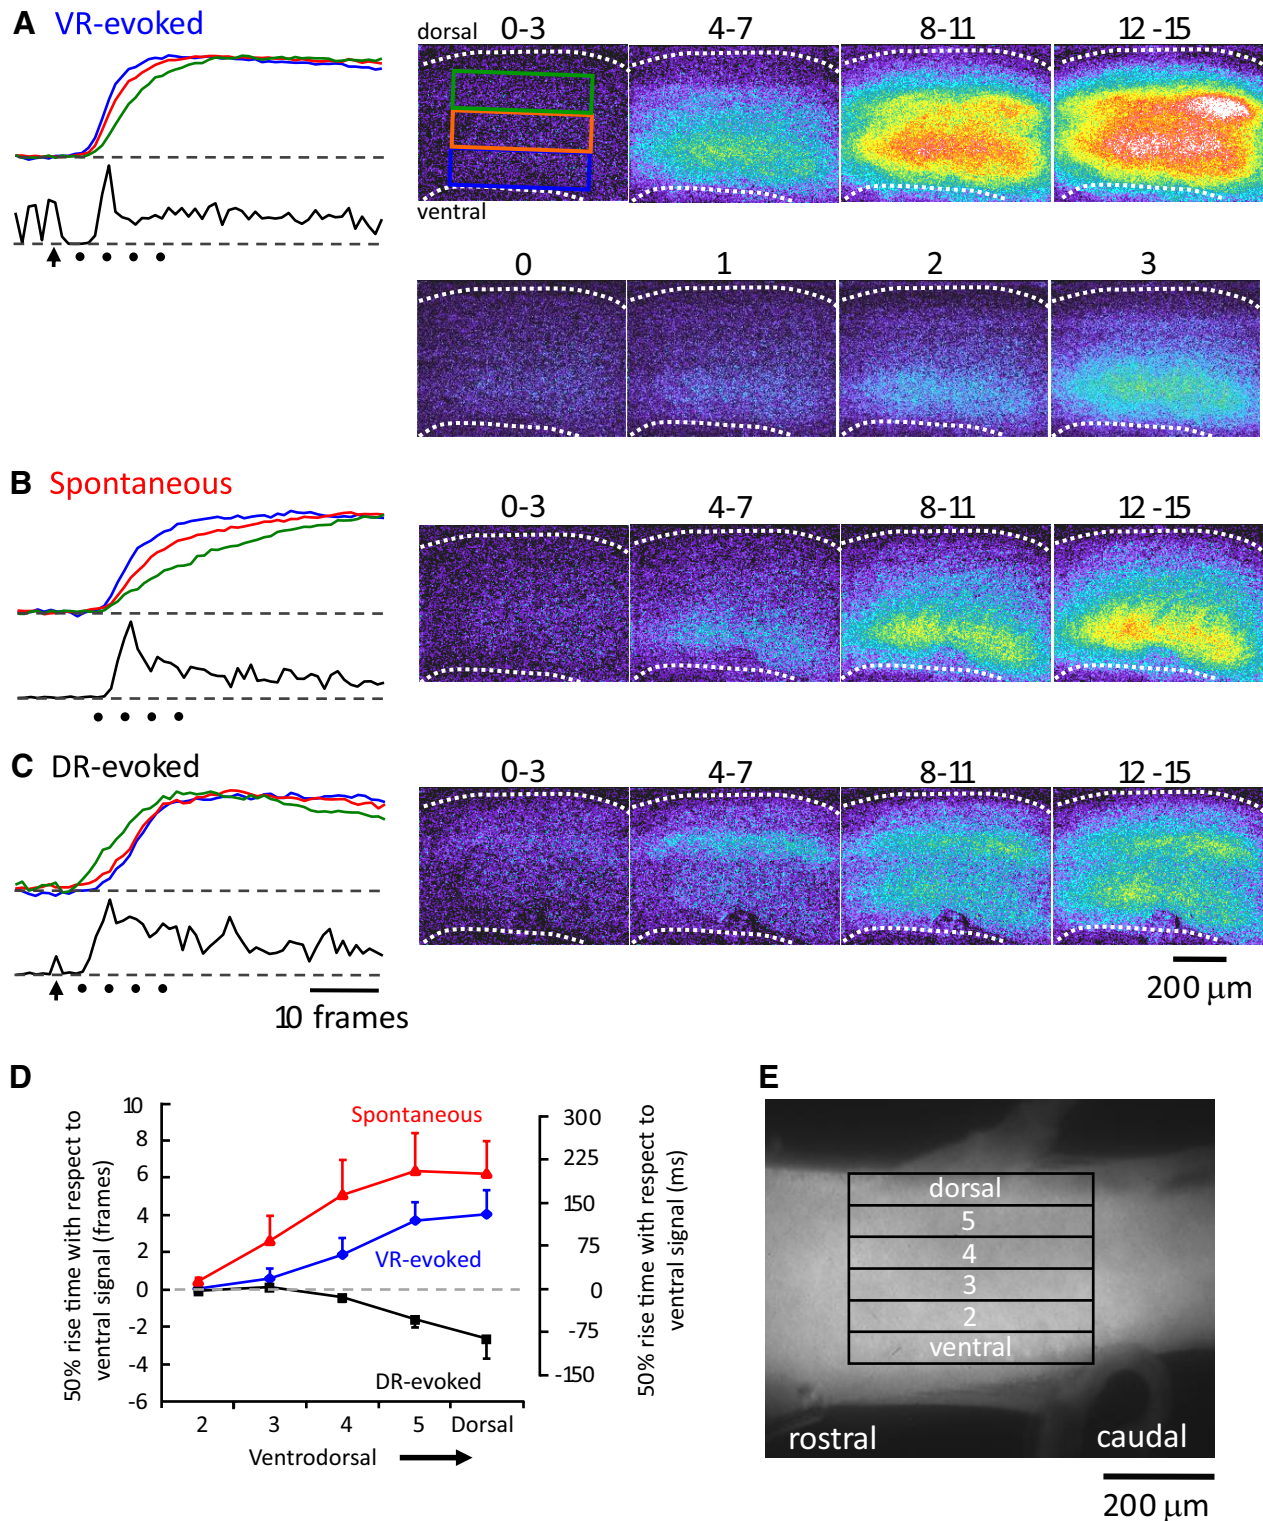 A VR-evoked
dorsal 0-3 4-7 8-11 12-15
ventral
0 1 2 3
B Spontaneous
0-3 4-7 8-11 12-15
C DR-evoked
0-3 4-7 8-11 12-15
10 frames
200 μm
D
50% rise time with respect to
ventral signal (frames)
10
8
6
4
2
0
-2
-4
-6
Spontaneous
VR-evoked
DR-evoked
300
225
150
75
0
-75
-150
50% rise time with respect to
ventral signal (ms)
2 3 4 5 Dorsal
Ventrodorsal
E
dorsal
5
4
3
2
ventral
rostral caudal
200 μm